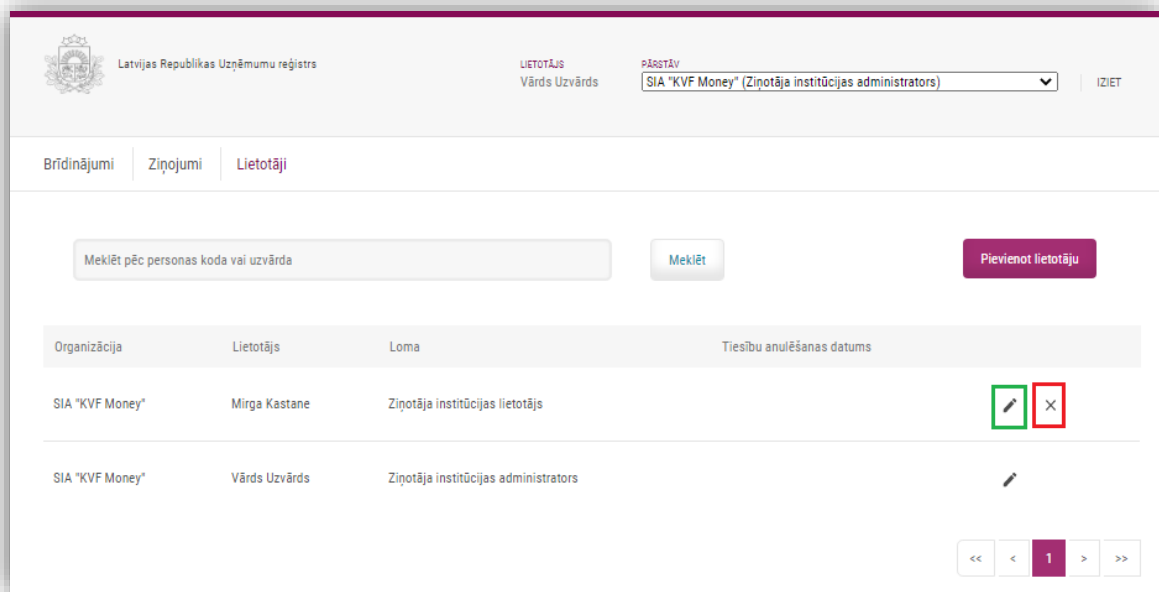 Latvijas Republikas Uzņēmumu reģistrs
LIETOTĀJS
Vārds Uzvārds
PĀRSTĀV
SIA "KVF Money" (Ziņotāja institūcijas administrators)
IZIET
Brīdinājumi Ziņojumi Lietotāji
Meklēt pēc personas koda vai uzvārda
Meklēt
Pievienot lietotāju
Organizācija Lietotājs Loma Tiesību anulēšanas datums
SIA "KVF Money" Mirga Kastane Ziņotāja institūcijas lietotājs
SIA "KVF Money" Vārds Uzvārds Ziņotāja institūcijas administrators
<< < 1 > >>